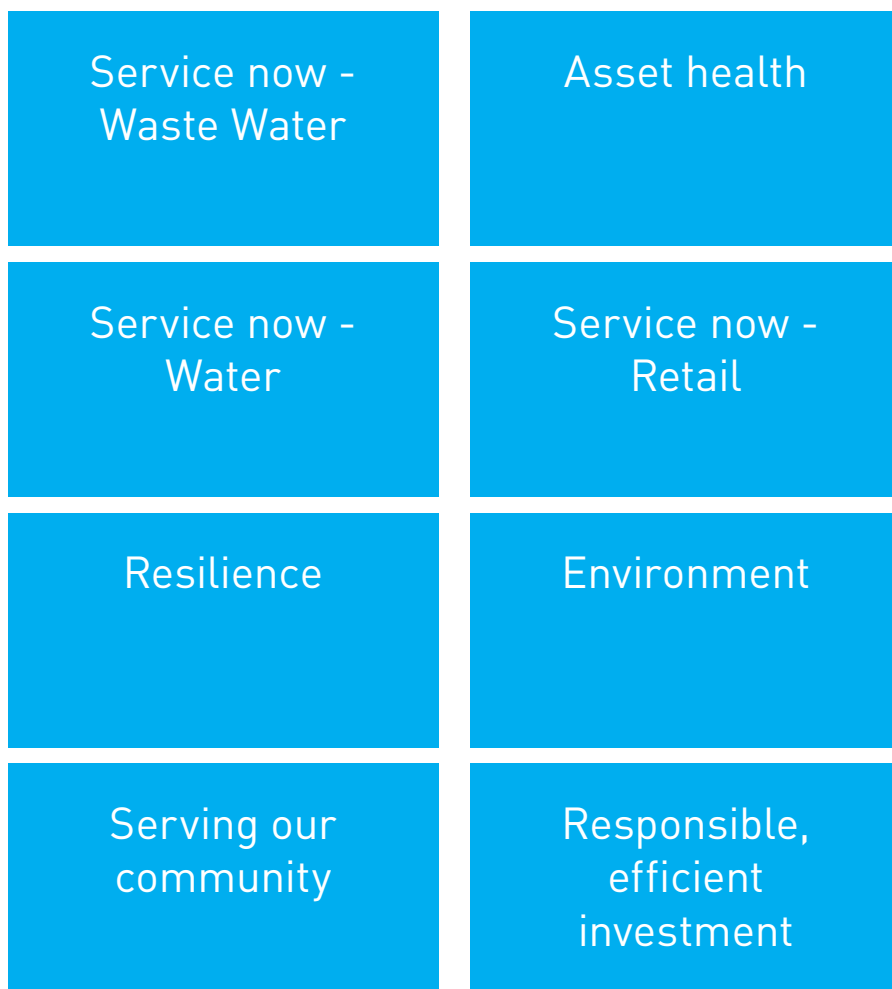 Service now -
Waste Water
Asset health
Service now -
Water
Service now -
Retail
Resilience
Environment
Serving our
community
Responsible,
efficient
investment